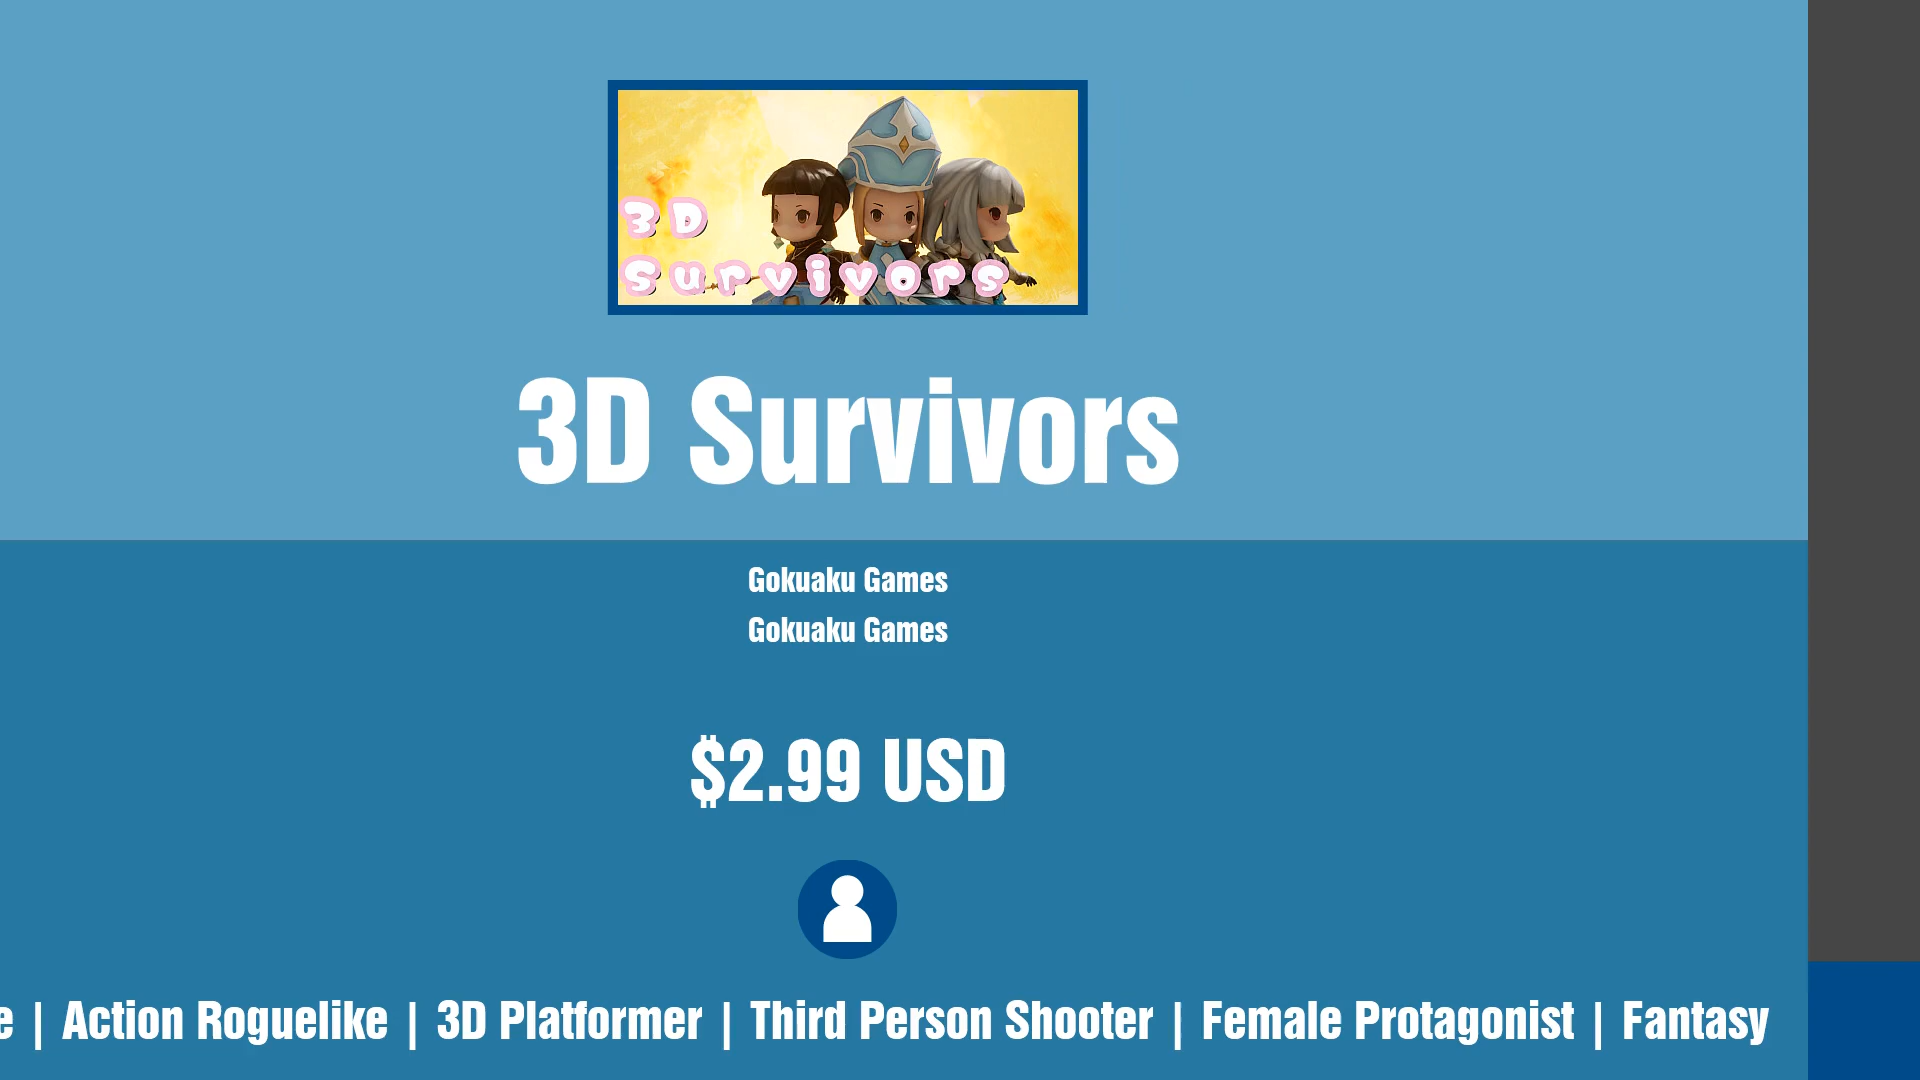 3D
Survivors
3D Survivors
Gokuaku Games
Gokuaku Games
$2.99 USD
e | Action Roguelike | 3D Platformer | Third Person Shooter | Female Protagonist | Fantasy